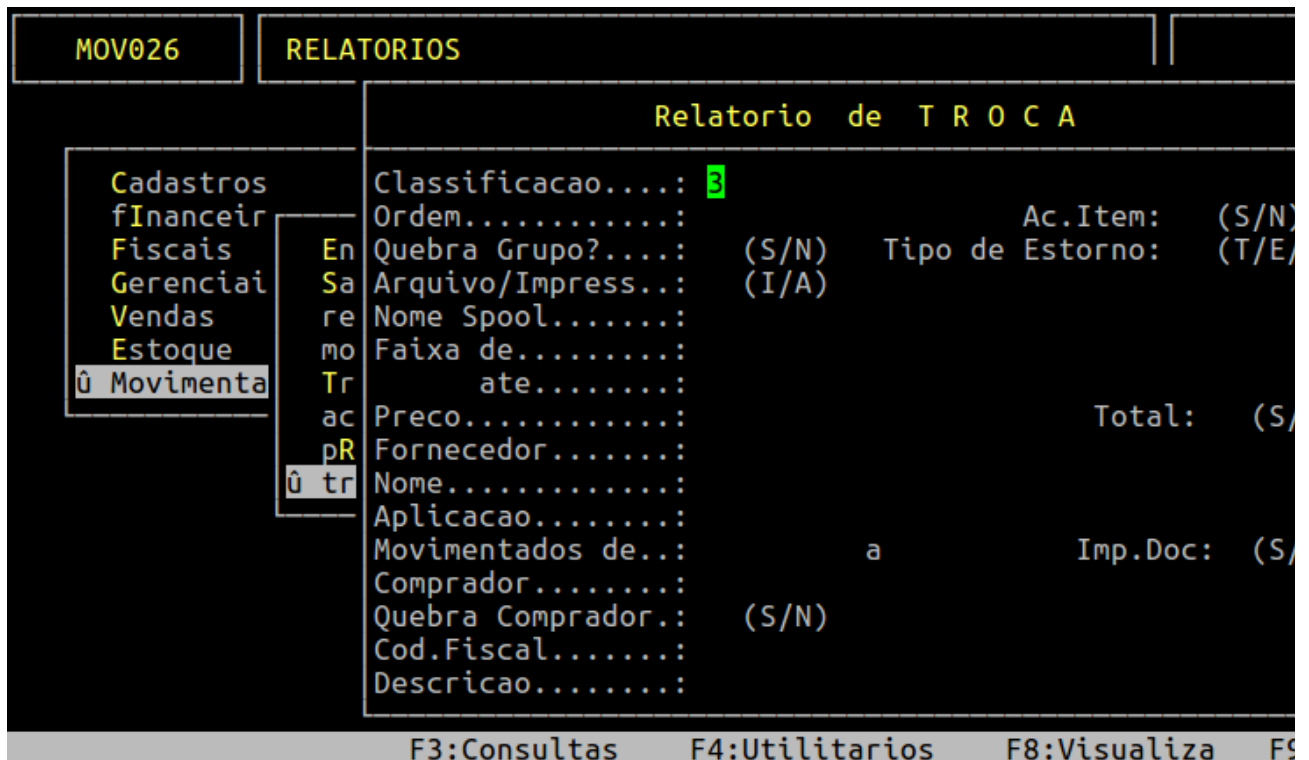 MOV026 RELATORIOS
Relatorio de T R O C A
Cadastros Classificacao....: 3
fInanceir Ordem............: Ac.Item: (S/N)
Fiscais En Quebra Grupo?....: (S/N) Tipo de Estorno: (T/E/
Gerenciai Sa Arquivo/Impress..: (I/A)
Vendas re Nome Spool.......:
Estoque mo Faixa de.........:
û Movimenta Tr ate........:
ac Preco............: Total: (S/
pR Fornecedor.......:
û tr Nome.............:
Aplicacao........:
Movimentados de..: a Imp.Doc: (S/
Comprador........:
Quebra Comprador.: (S/N)
Cod.Fiscal.......:
Descricao........:
F3:Consultas F4:Utilitarios F8:Visualiza F9